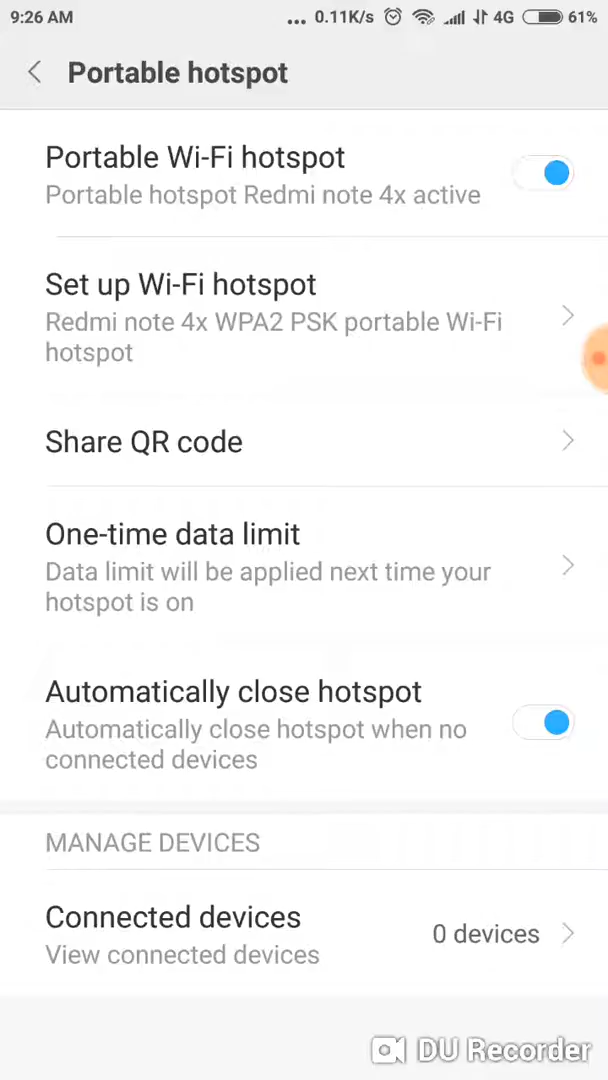 9:26 AM ... 0.11K/s 4G 61%
Portable hotspot
Portable Wi-Fi hotspot
Portable hotspot Redmi note 4x active
Set up Wi-Fi hotspot
Redmi note 4x WPA2 PSK portable Wi-Fi
hotspot
Share QR code
One-time data limit
Data limit will be applied next time your
hotspot is on
Automatically close hotspot
Automatically close hotspot when no
connected devices
MANAGE DEVICES
Connected devices
0 devices
View connected devices
DU Recorder